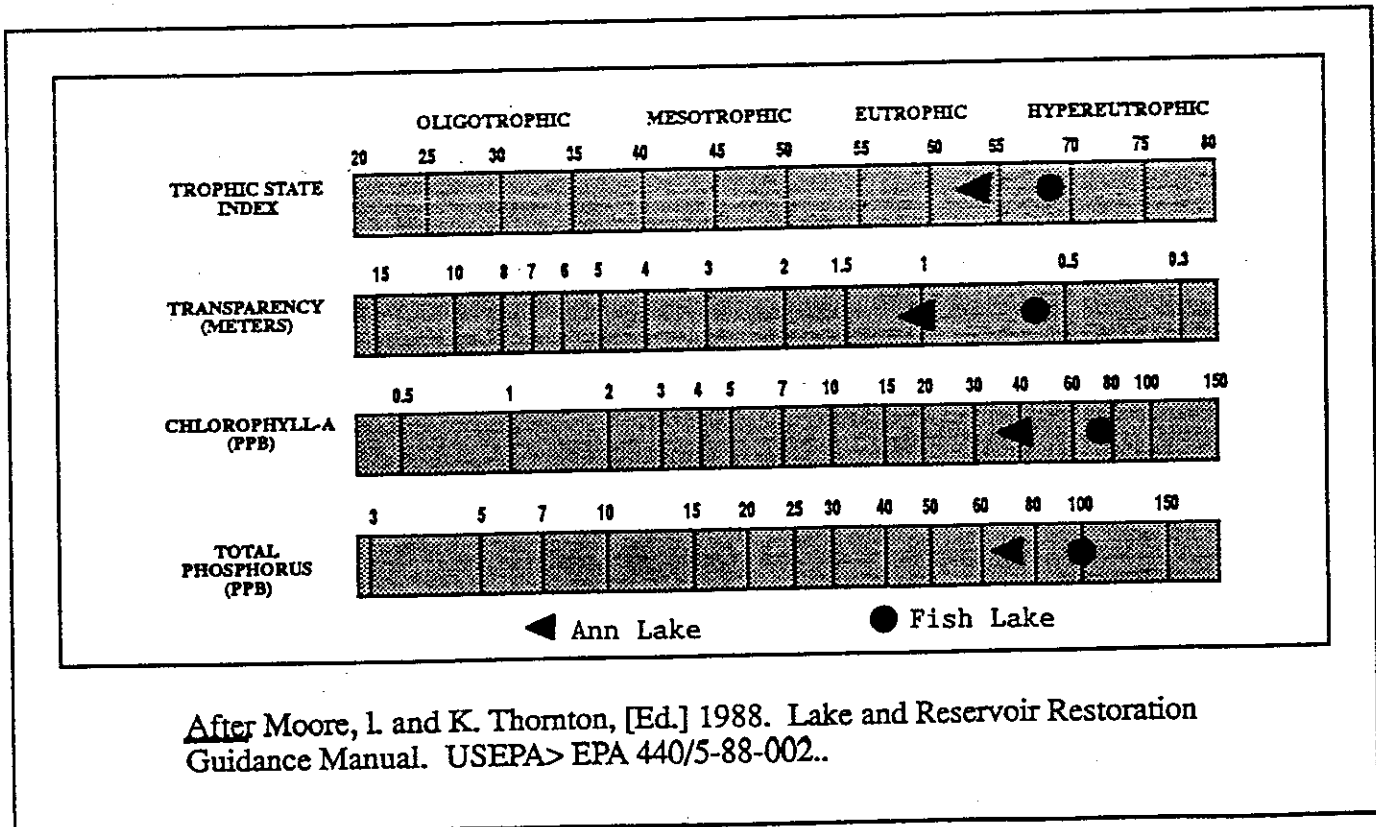 OLIGOTROPHIC MESOTROPHIC EUTROPHIC HYPEREUTROPHIC
20 25 30 35 40 45 50 55 60 65 70 75 80
TROPHIC STATE
INDEX
15 10 8 7 6 5 4 3 2 1.5 1 0.5 0.3
TRANSPARENCY
(METERS)
0.5 1 2 3 4 5 7 10 15 20 30 40 60 80 100 150
CHLOROPHYLL-A
(PPB)
3 5 7 10 15 20 25 30 40 50 60 80 100 150
TOTAL
PHOSPHORUS
(PPB)
Ann Lake Fish Lake
After Moore, l. and K. Thornton, [Ed.] 1988. Lake and Reservoir Restoration
Guidance Manual. USEPA> EPA 440/5-88-002..